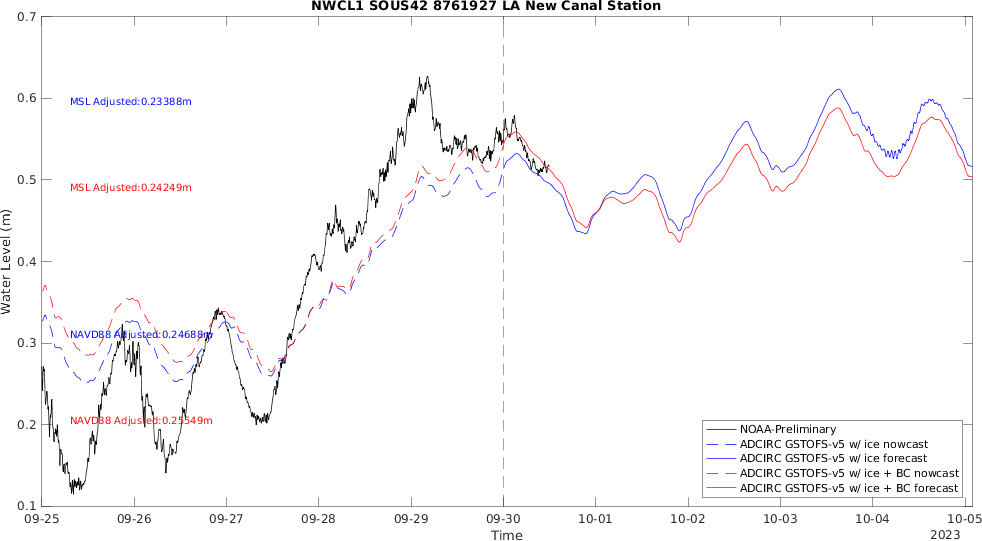 NWCL1 SOUS42 8761927 LA New Canal Station
0.7
0.6
0.5
0.4
0.3
0.2
0.1
Water Level (m)
MSL Adjusted:0.23388m
MSL Adjusted:0.24249m
NAVD88 Adjusted:0.24688m
NAVD88 Adjusted:0.25549m
NOAA-Preliminary
ADCIRC GSTOFS-v5 w/ ice nowcast
ADCIRC GSTOFS-v5 w/ ice forecast
ADCIRC GSTOFS-v5 w/ ice + BC nowcast
ADCIRC GSTOFS-v5 w/ ice + BC forecast
09-25 09-26 09-27 09-28 09-29 09-30 10-01 10-02 10-03 10-04 10-05
Time
2023